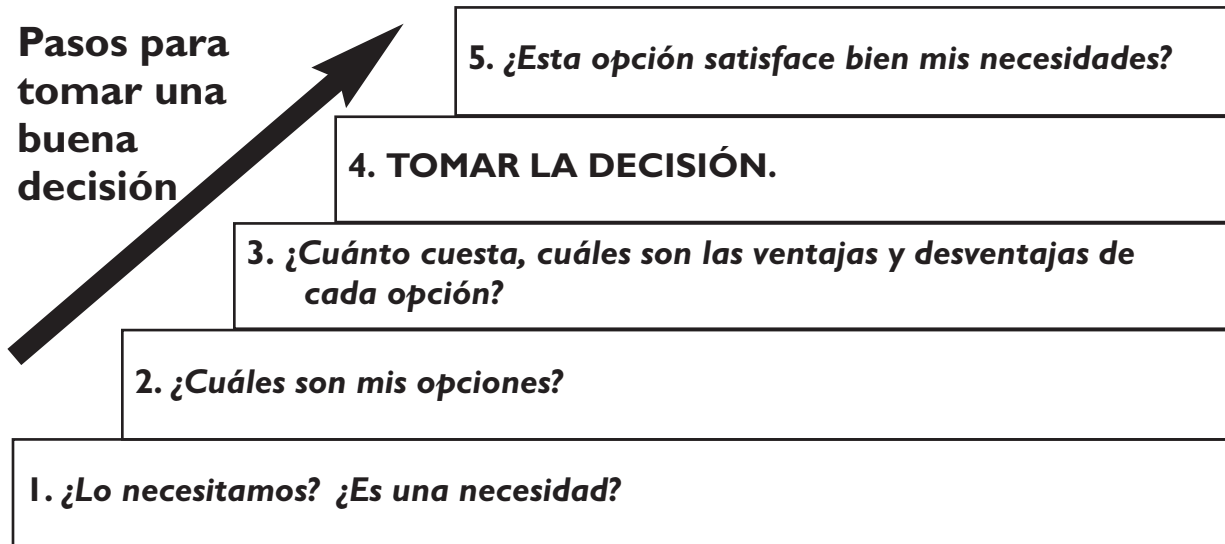 Pasos para
tomar una
buena
decisión
5. ¿Esta opción satisface bien mis necesidades?
4. TOMAR LA DECISIÓN.
3. ¿Cuánto cuesta, cuáles son las ventajas y desventajas de
cada opción?
2. ¿Cuáles son mis opciones?
1. ¿Lo necesitamos? ¿Es una necesidad?